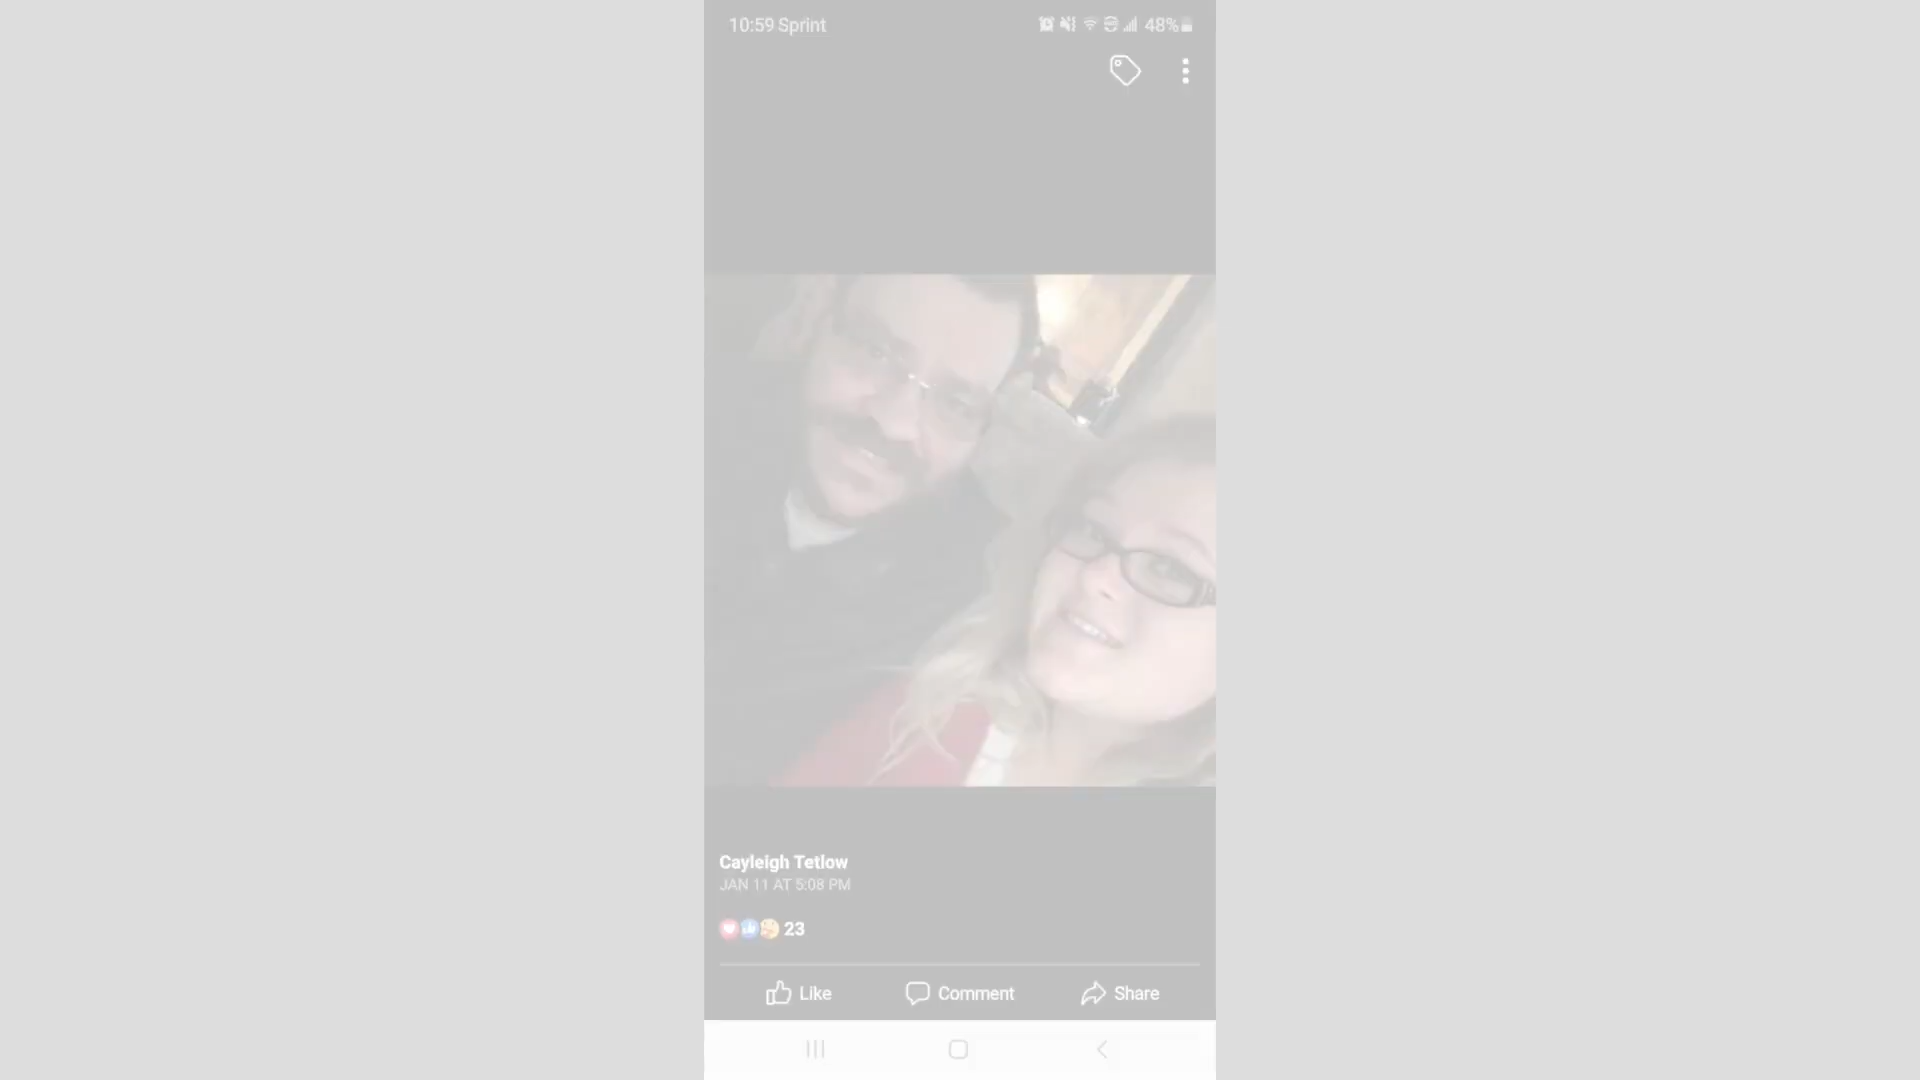 10:59 Sprint 48%
Cayleigh Tetlow
JAN 11 AT 5:08 PM
23
Like Comment Share